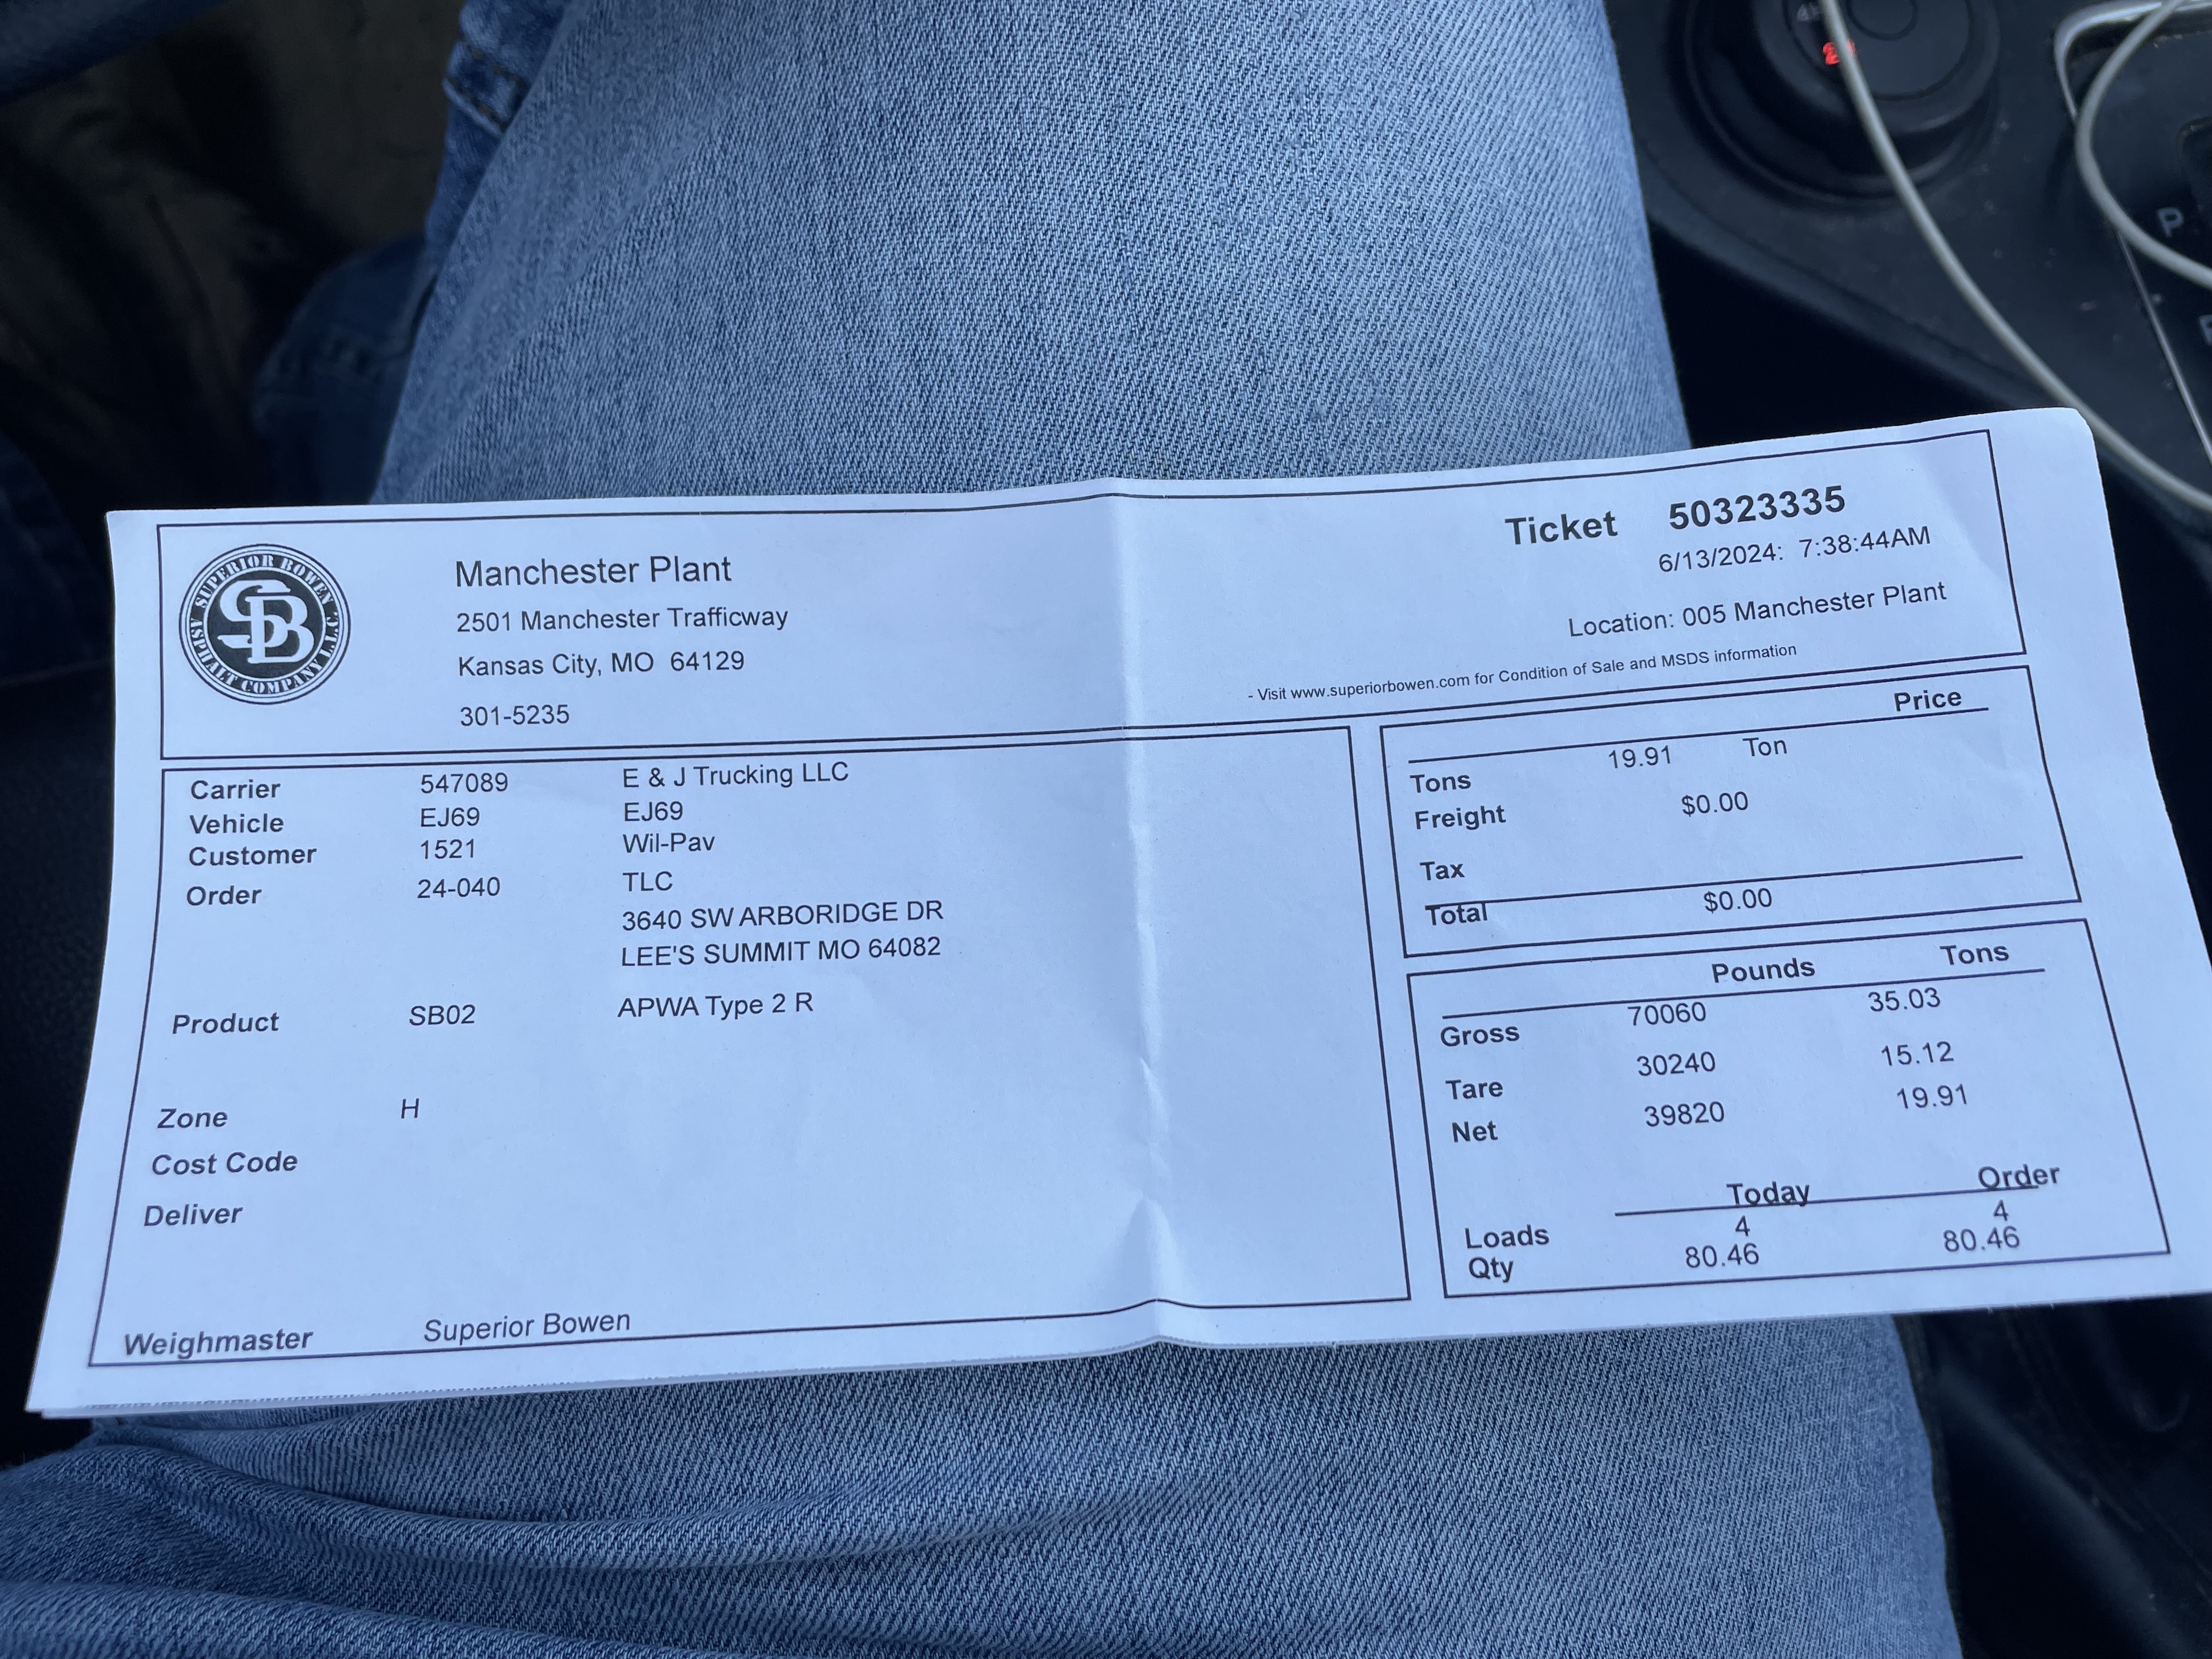 SUPERIOR BOWEN
ASPHALT COMPANY L.L.C.
SB
Manchester Plant
2501 Manchester Trafficway
Kansas City, MO 64129
301-5235
Ticket 50323335
6/13/2024: 7:38:44AM
Location: 005 Manchester Plant
- Visit www.superiorbowen.com for Condition of Sale and MSDS information
Carrier 547089 E & J Trucking LLC
Vehicle EJ69 EJ69
Customer 1521 Wil-Pav
Order 24-040 TLC
3640 SW ARBORIDGE DR
LEE'S SUMMIT MO 64082
Product SB02 APWA Type 2 R
Zone H
Cost Code
Deliver
Weighmaster Superior Bowen
Price
Tons 19.91 Ton
Freight $0.00
Tax
Total $0.00
Pounds Tons
Gross 70060 35.03
Tare 30240 15.12
Net 39820 19.91
Today Order
Loads 4 4
Qty 80.46 80.46
P